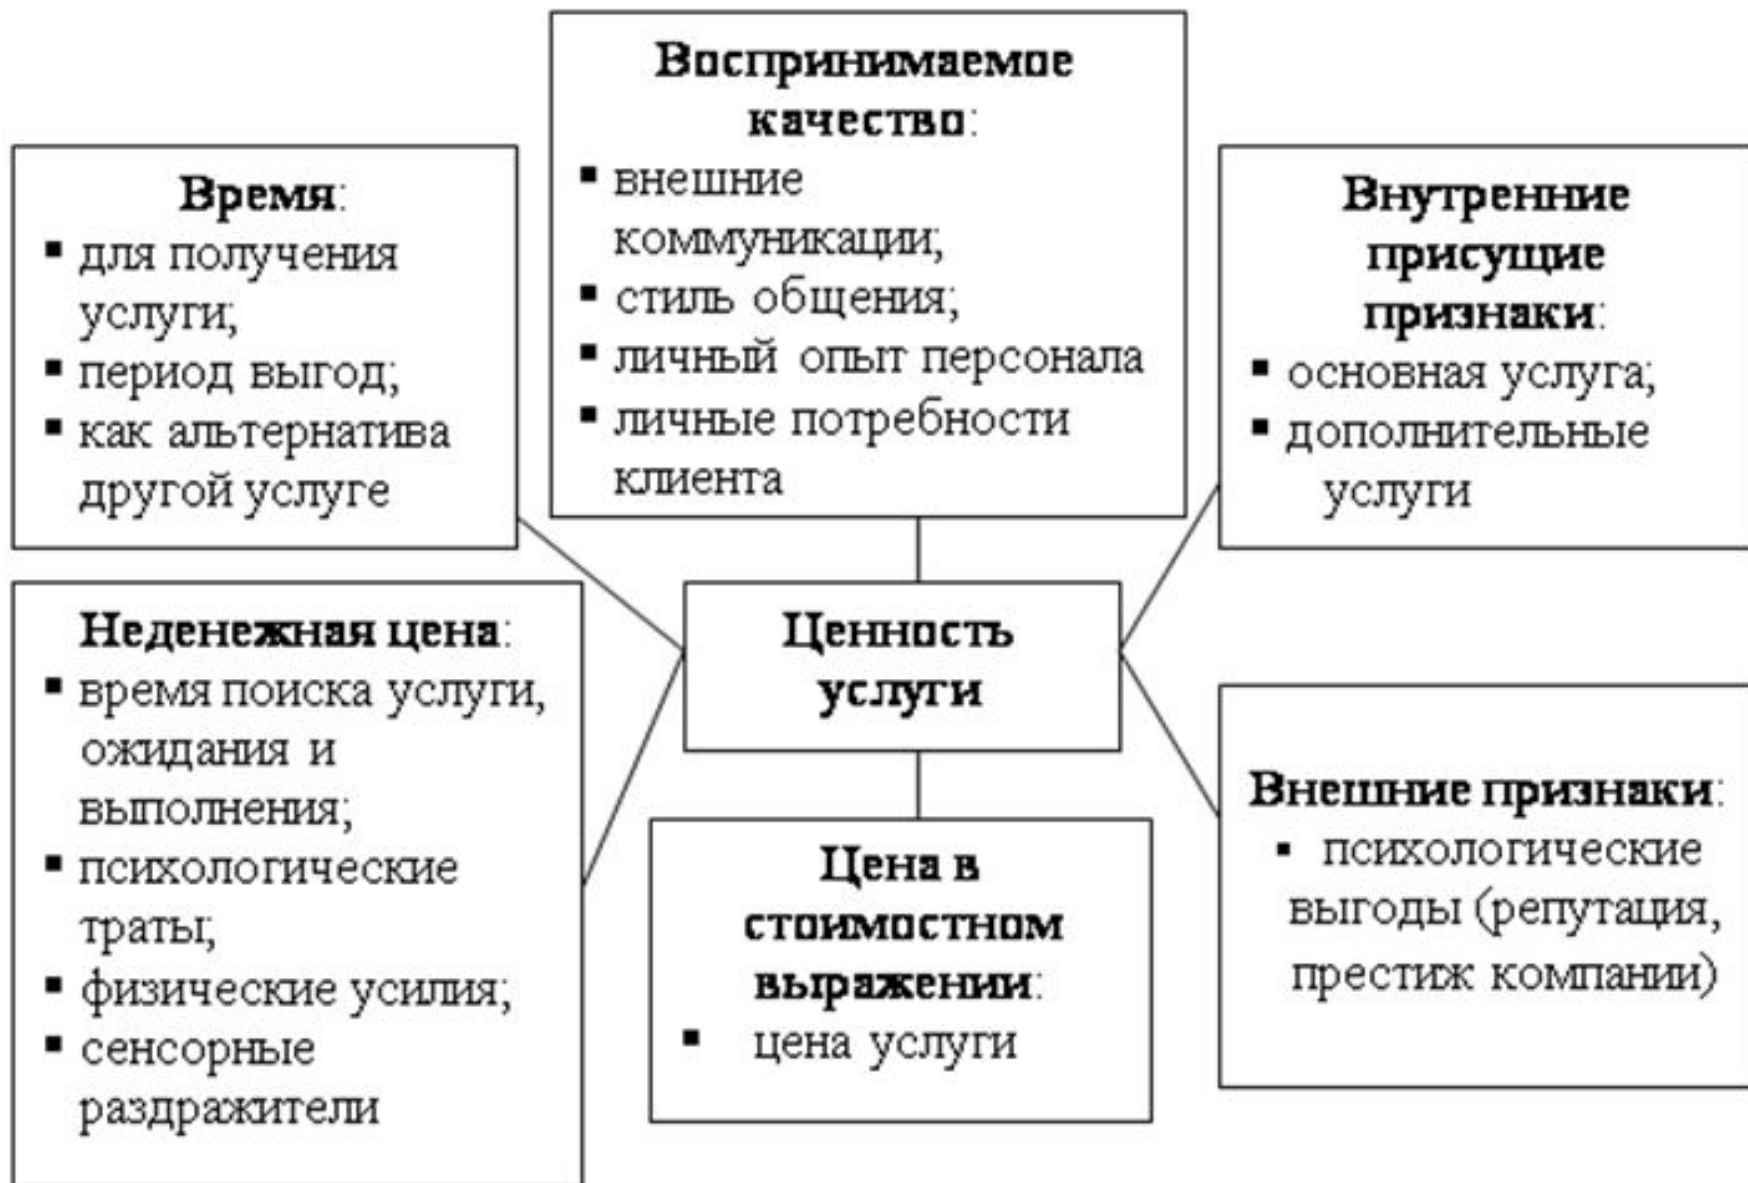 Воспринимаемое
качество:
▪ внешние
коммуникации;
▪ стиль общения;
▪ личный опыт персонала
▪ личные потребности
клиента
Время:
▪ для получения
услуги;
▪ период выгод;
▪ как альтернатива
другой услуге
Внутренние
присущие
признаки:
▪ основная услуга;
▪ дополнительные
услуги
Неденежная цена:
▪ время поиска услуги,
ожидания и
выполнения;
▪ психологические
траты;
▪ физические усилия;
▪ сенсорные
раздражители
Ценность
услуги
Цена в
стоимостном
выражении:
▪ цена услуги
Внешние признаки:
▪ психологические
выгоды (репутация,
престиж компании)